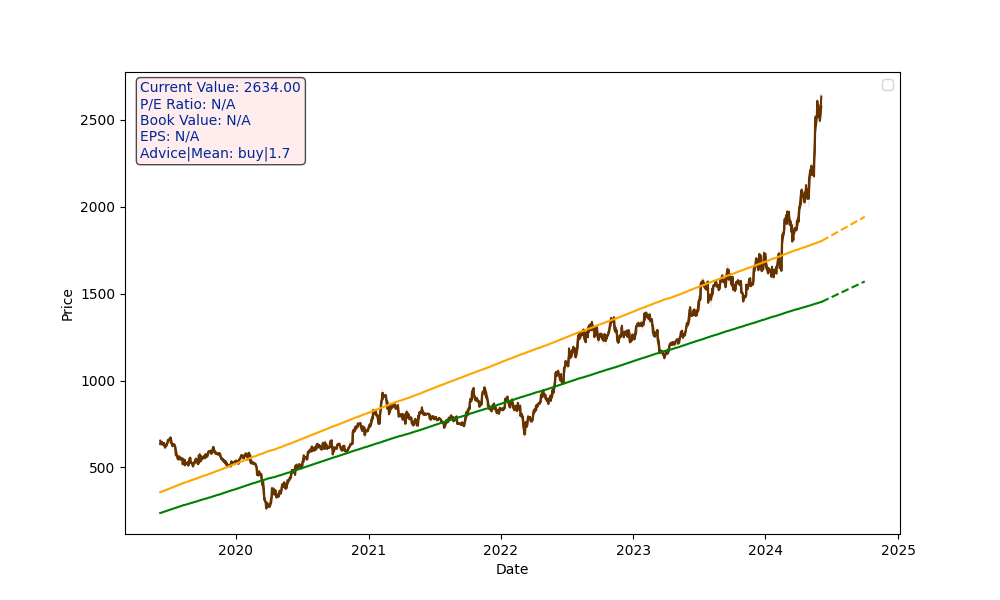 Current Value: 2634.00
P/E Ratio: N/A
Book Value: N/A
EPS: N/A
Advice|Mean: buy|1.7
2500
2000
1500
1000
500
Price
2020 2021 2022 2023 2024 2025
Date